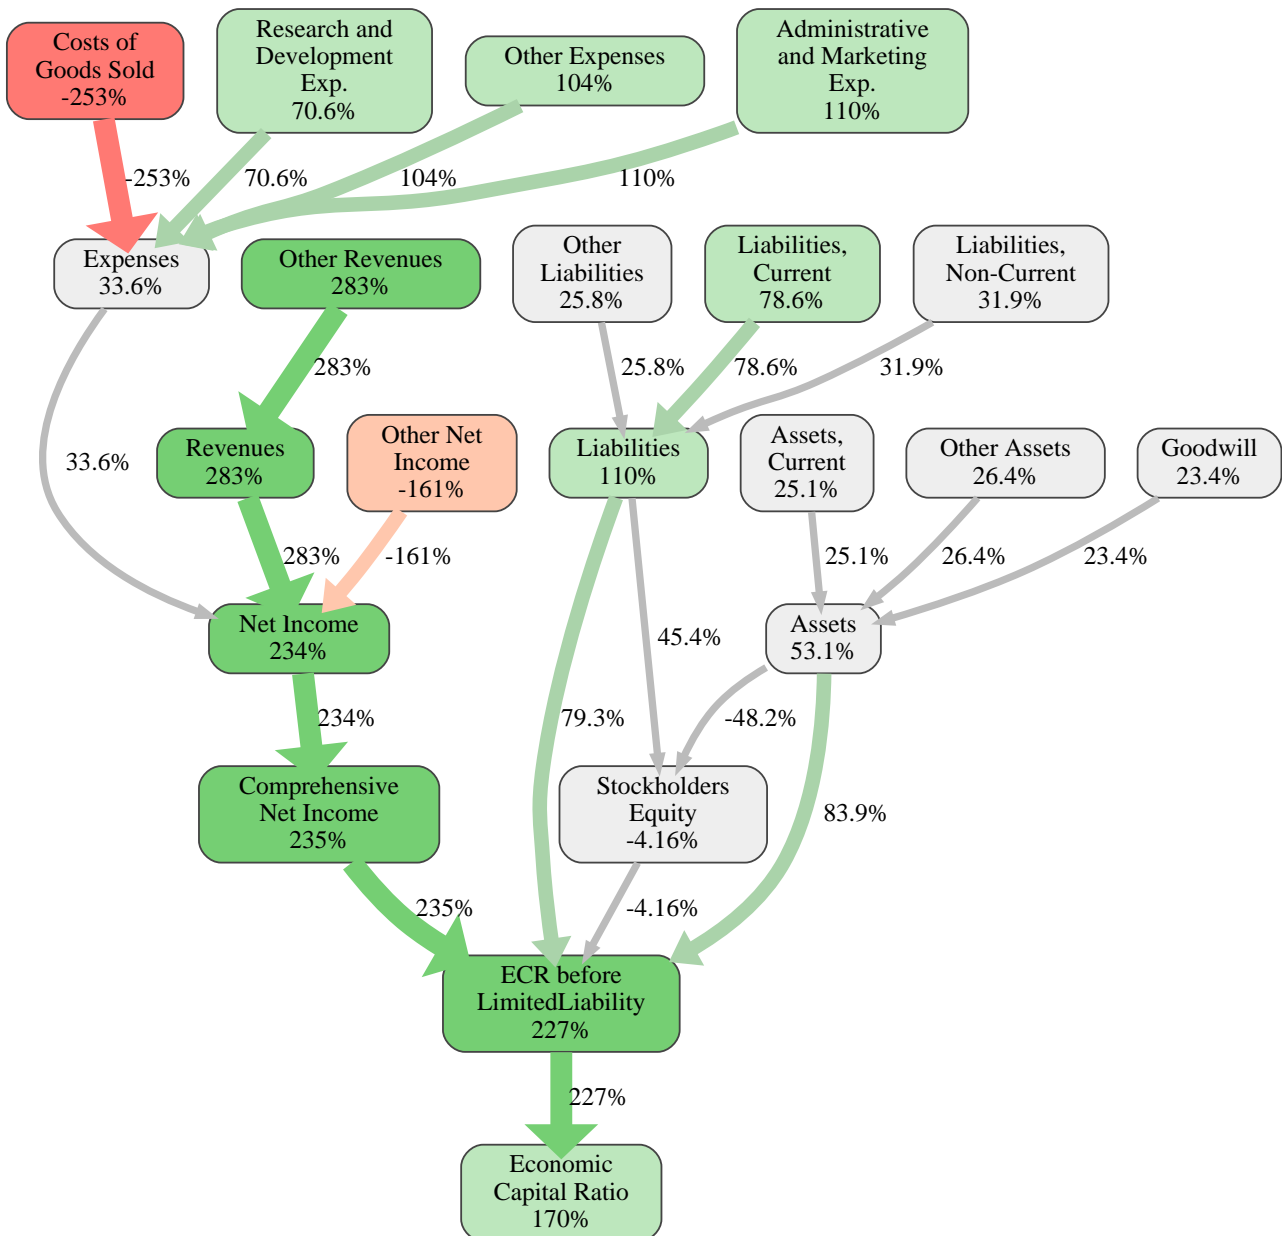 Costs of
Goods Sold
-253%
Research and
Development
Exp.
70.6%
Other Expenses
104%
Administrative
and Marketing
Exp.
110%
-253%
70.6%
104%
110%
Expenses
33.6%
Other Revenues
283%
Other
Liabilities
25.8%
Liabilities,
Current
78.6%
Liabilities,
Non-Current
31.9%
283%
25.8%
78.6%
31.9%
33.6%
Revenues
283%
Other Net
Income
-161%
Liabilities
110%
Assets,
Current
25.1%
Other Assets
26.4%
Goodwill
23.4%
283%
-161%
25.1%
26.4%
23.4%
Net Income
234%
45.4%
Assets
53.1%
234%
79.3%
-48.2%
Comprehensive
Net Income
235%
Stockholders
Equity
-4.16%
83.9%
235%
-4.16%
ECR before
LimitedLiability
227%
227%
Economic
Capital Ratio
170%